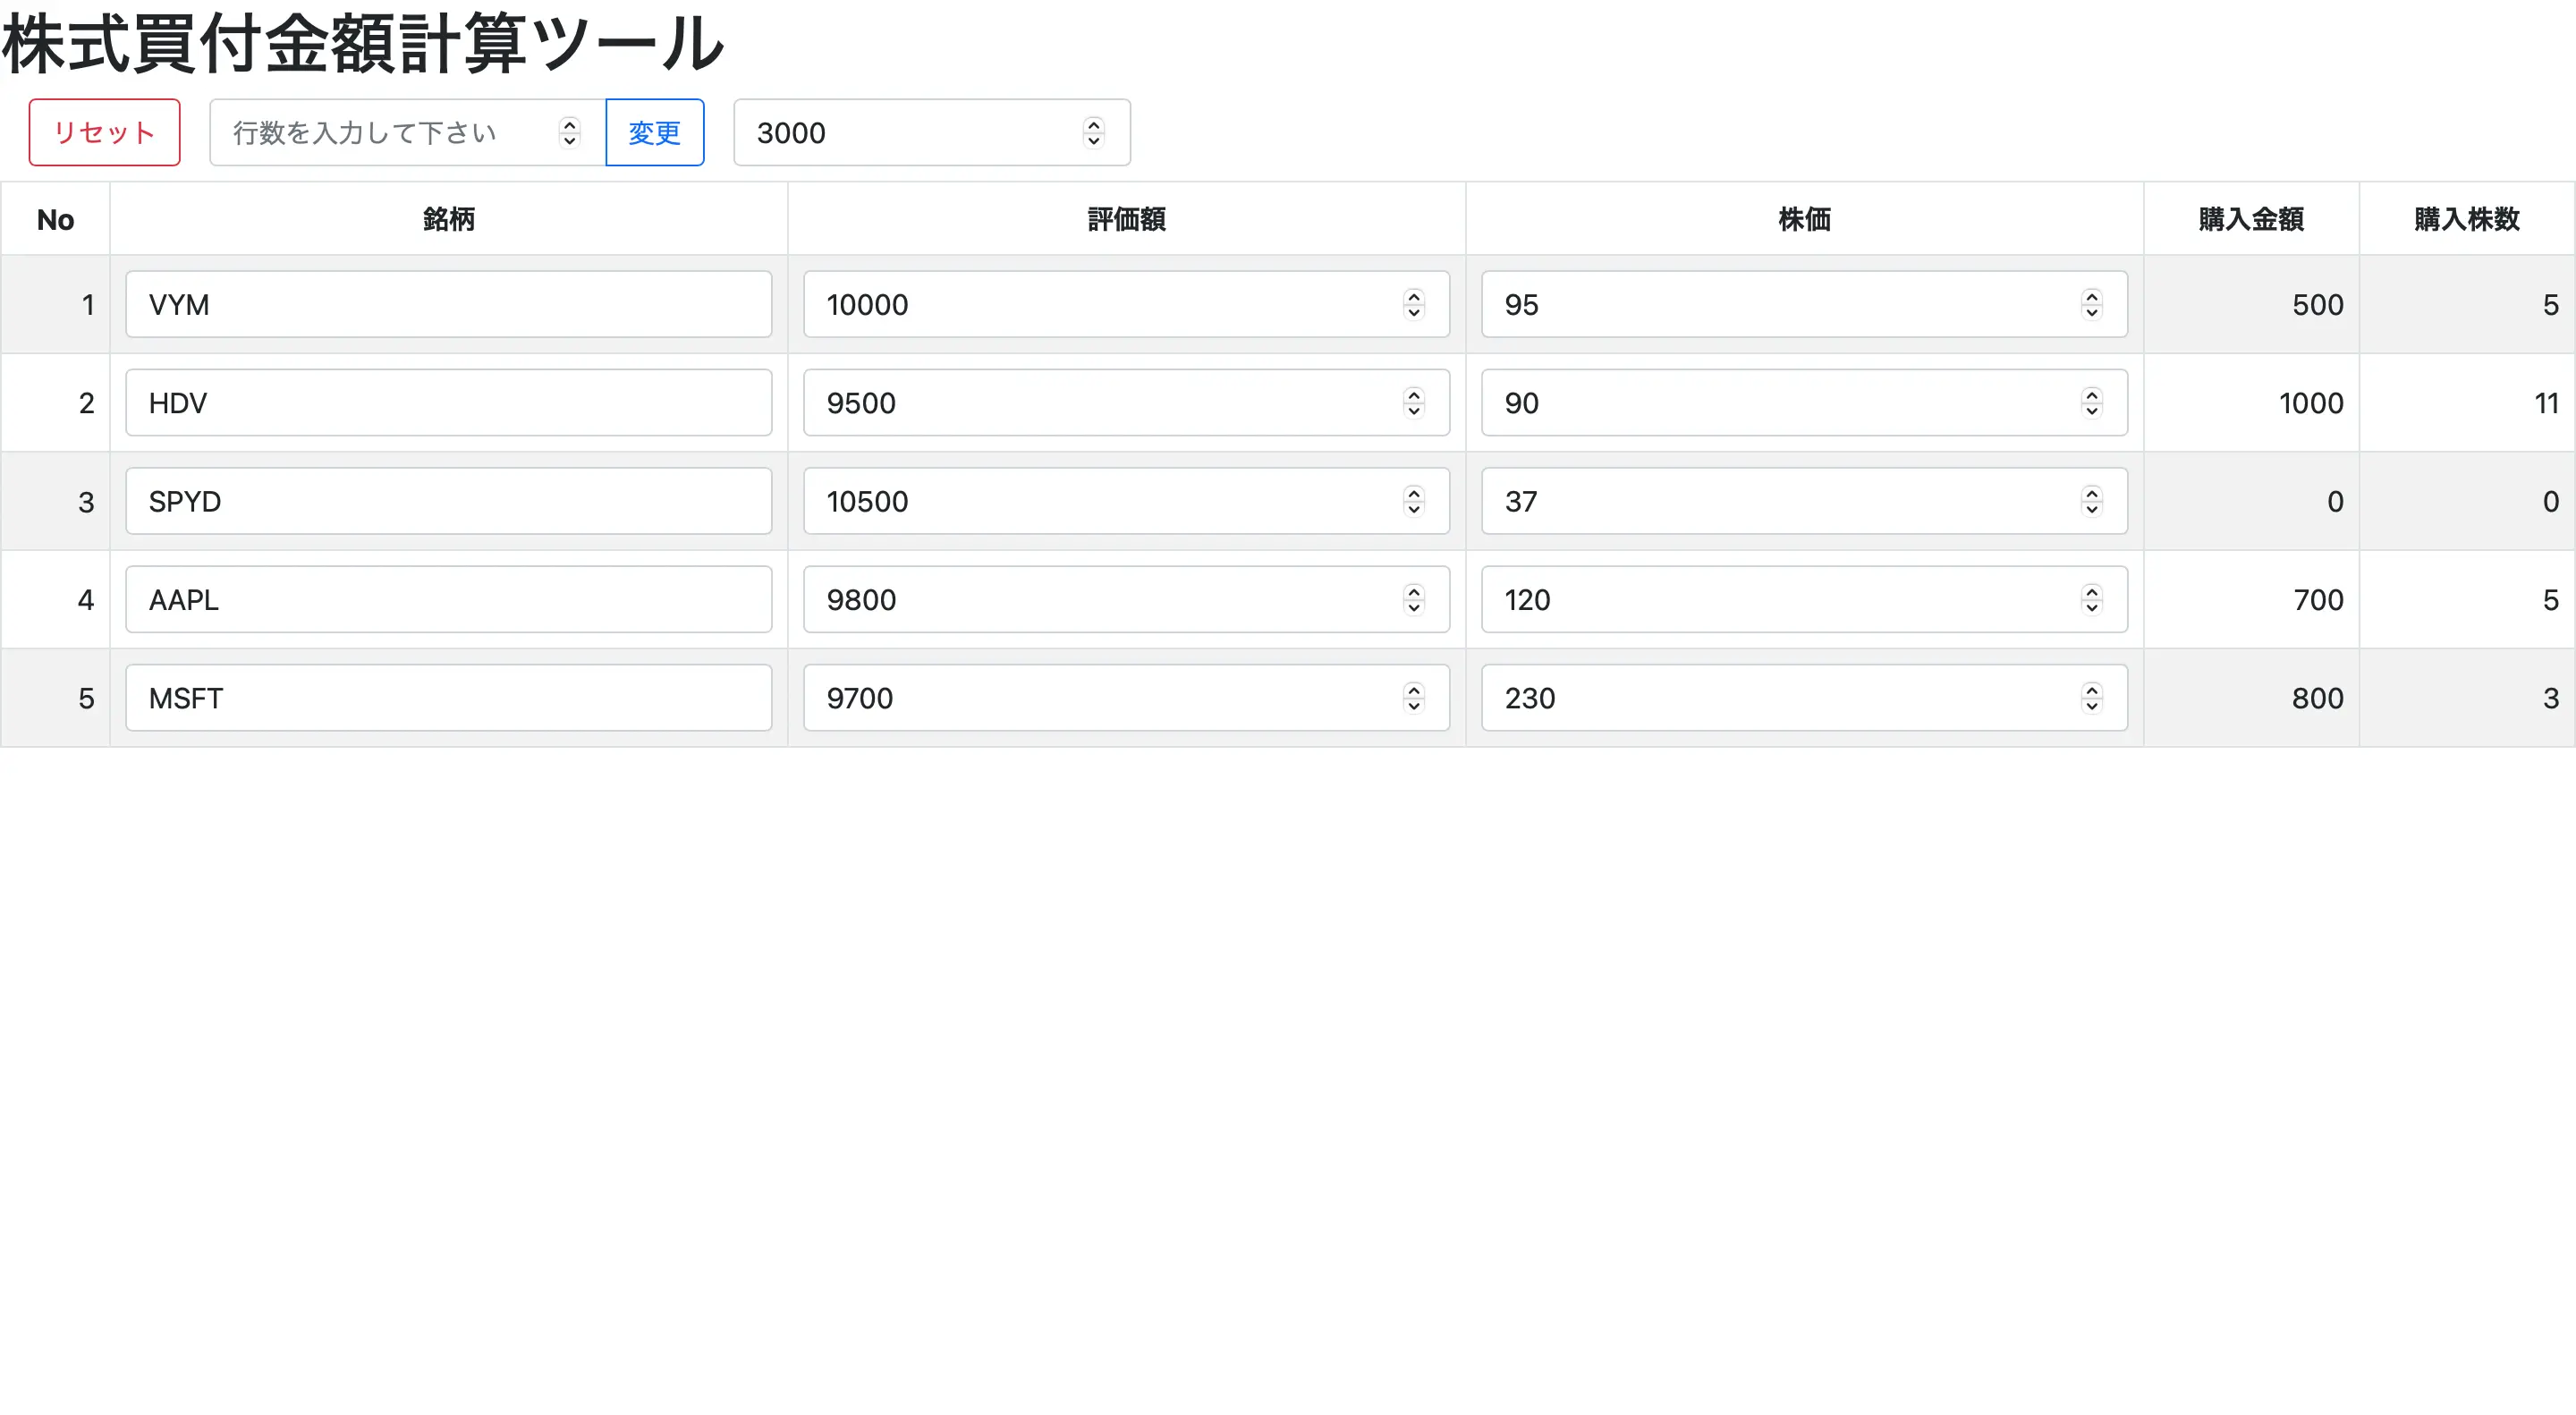 株式買付金額計算ツール
リセット 行数を入力して下さい 変更 3000
No 銘柄 評価額 株価 購入金額 購入株数
1 VYM 10000 95 500 5
2 HDV 9500 90 1000 11
3 SPYD 10500 37 0 0
4 AAPL 9800 120 700 5
5 MSFT 9700 230 800 3